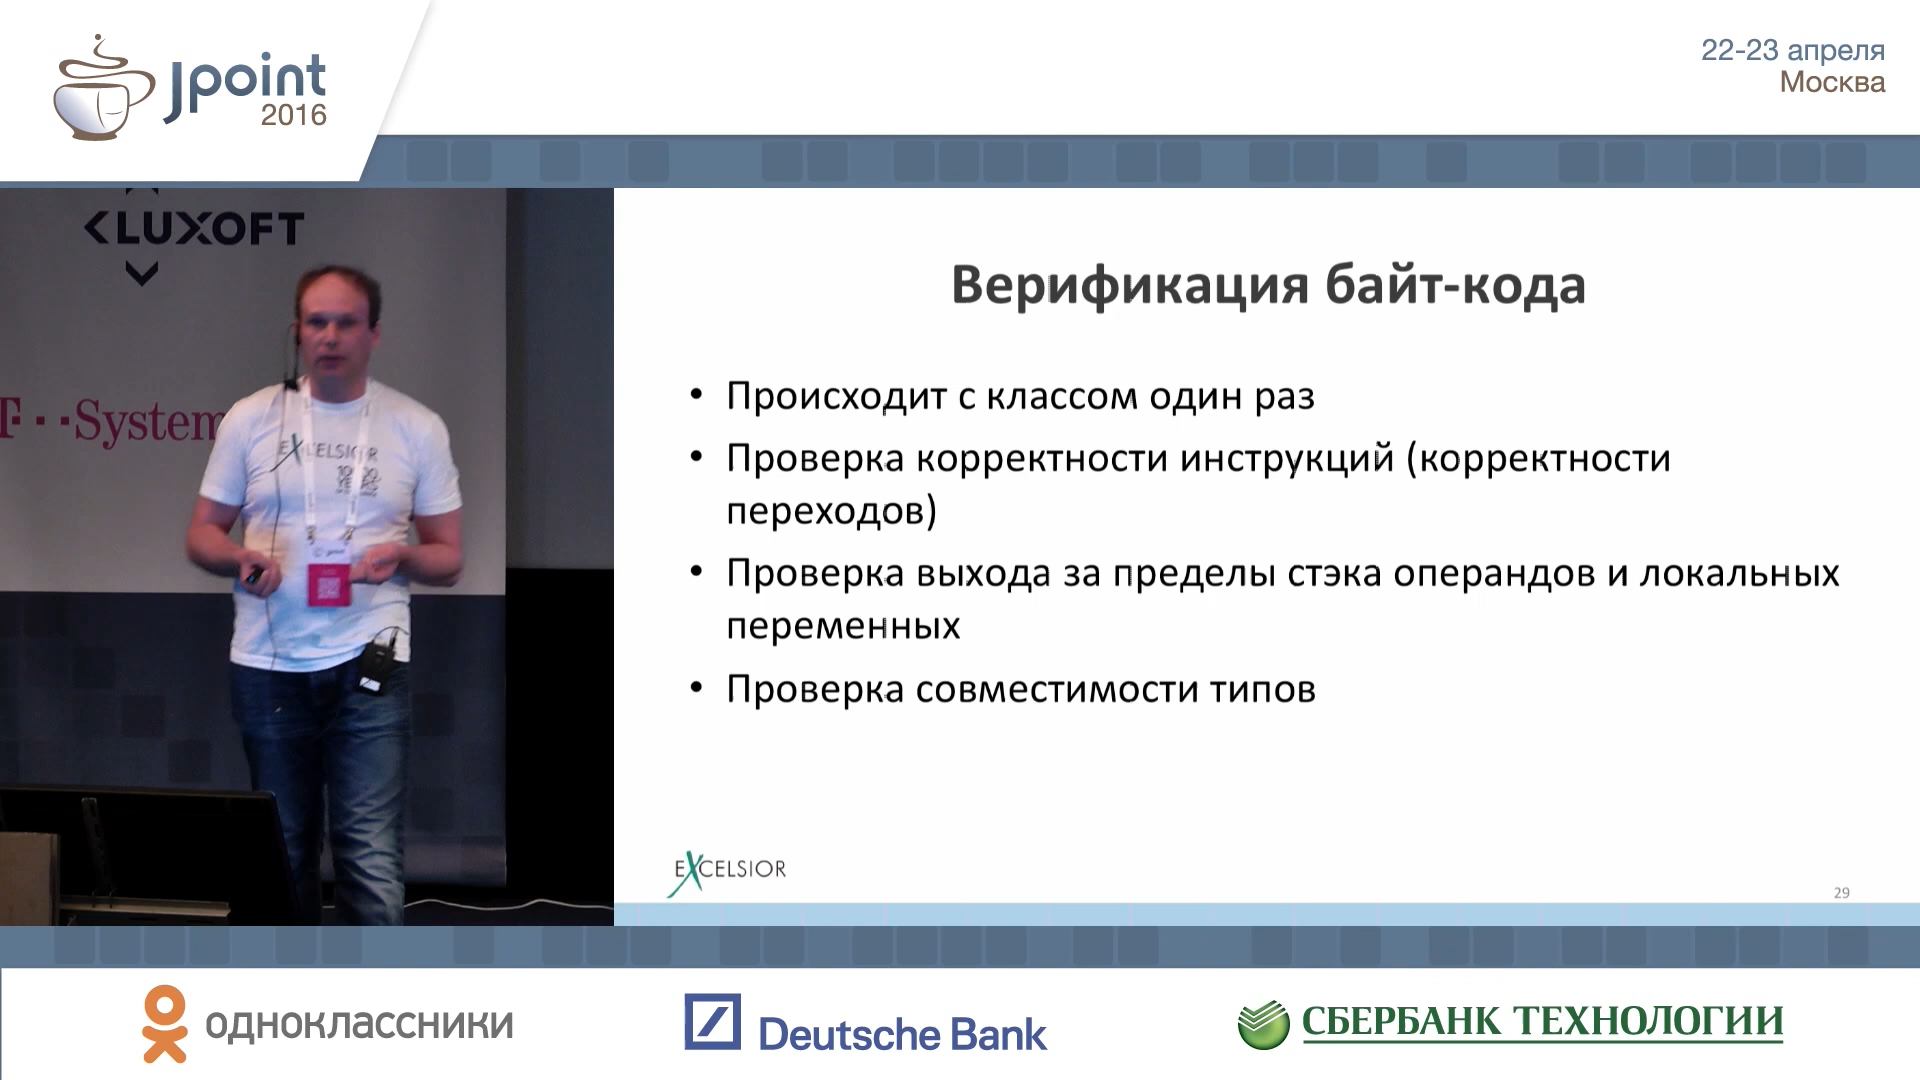 Jpoint
2016
22-23 апреля
Москва
LUXOFT
T··System
EXCELSIOR
Верификация байт-кода
• Происходит с классом один раз
• Проверка корректности инструкций (корректности
переходов)
• Проверка выхода за пределы стэка операндов и локальных
переменных
• Проверка совместимости типов
EXCELSIOR
29
одноклассники
Deutsche Bank
СБЕРБАНК ТЕХНОЛОГИИ